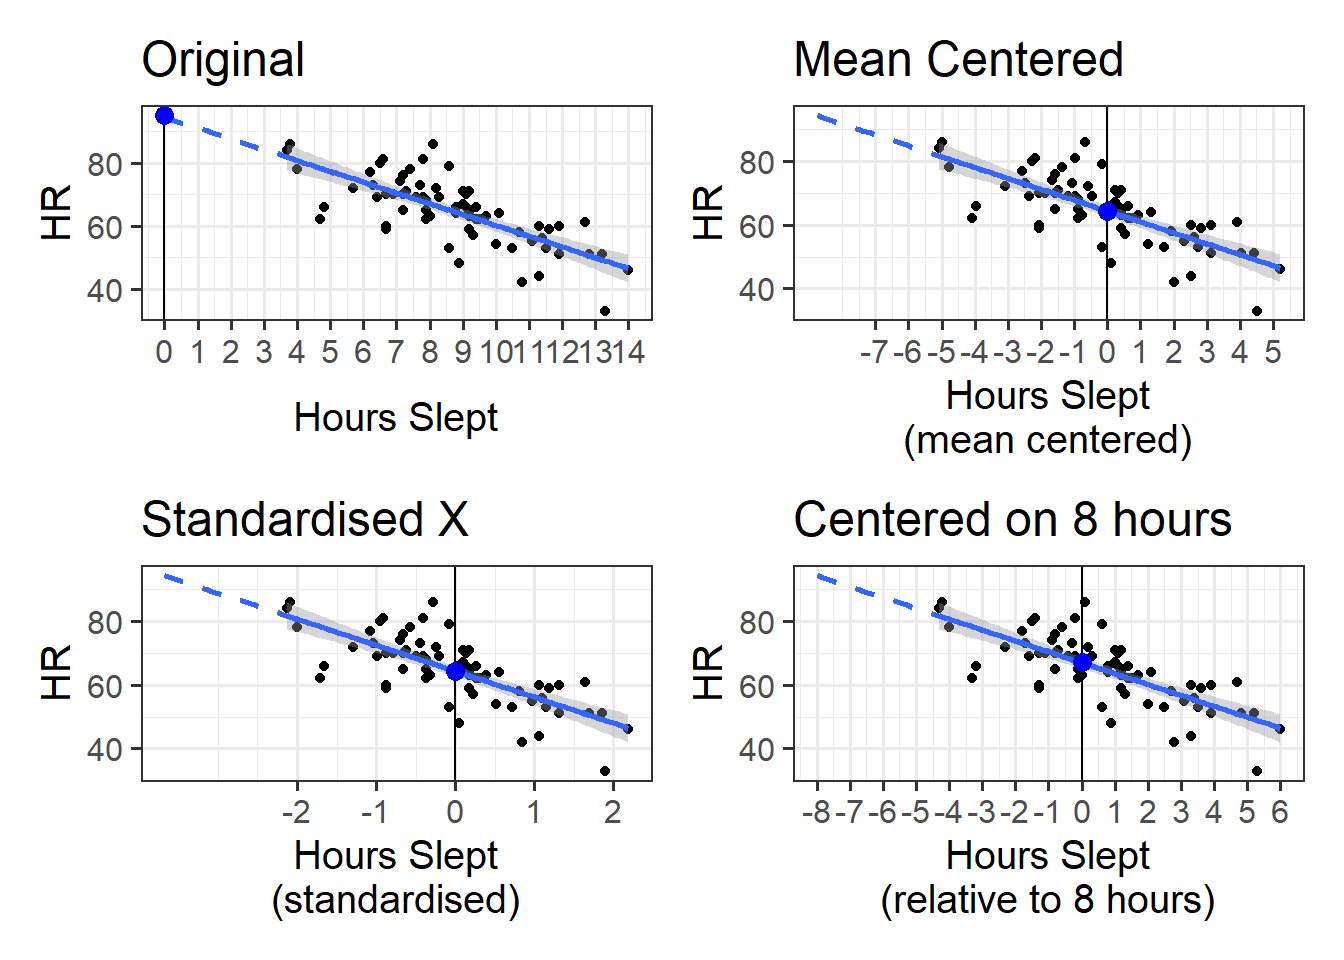 Original
HR
80
60
40
0 1 2 3 4 5 6 7 8 9 10 11 12 13 14
Hours Slept
Mean Centered
HR
80
60
40
-7 -6 -5 -4 -3 -2 -1 0 1 2 3 4 5
Hours Slept
(mean centered)
Standardised X
HR
80
60
40
-2 -1 0 1 2
Hours Slept
(standardised)
Centered on 8 hours
HR
80
60
40
-8 -7 -6 -5 -4 -3 -2 -1 0 1 2 3 4 5 6
Hours Slept
(relative to 8 hours)